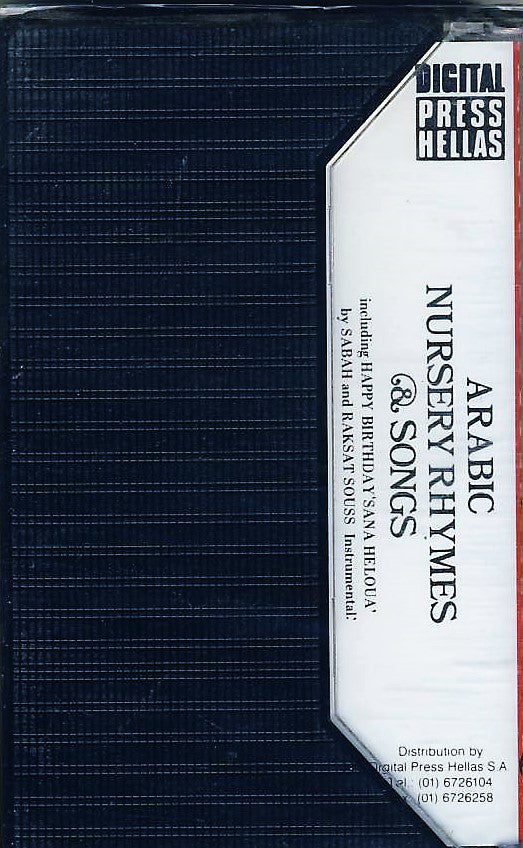 DIGITAL
PRESS
HELLAS
ARABIC
NURSERY RHYMES
& SONGS
including HAPPY BIRTHDAY'SANA HELOUA'
by SABAH and RAKSAT SOUSS Instrumental.'
Distribution by
Digital Press Hellas S.A
Tel.: (01) 6726104
(01) 6726258